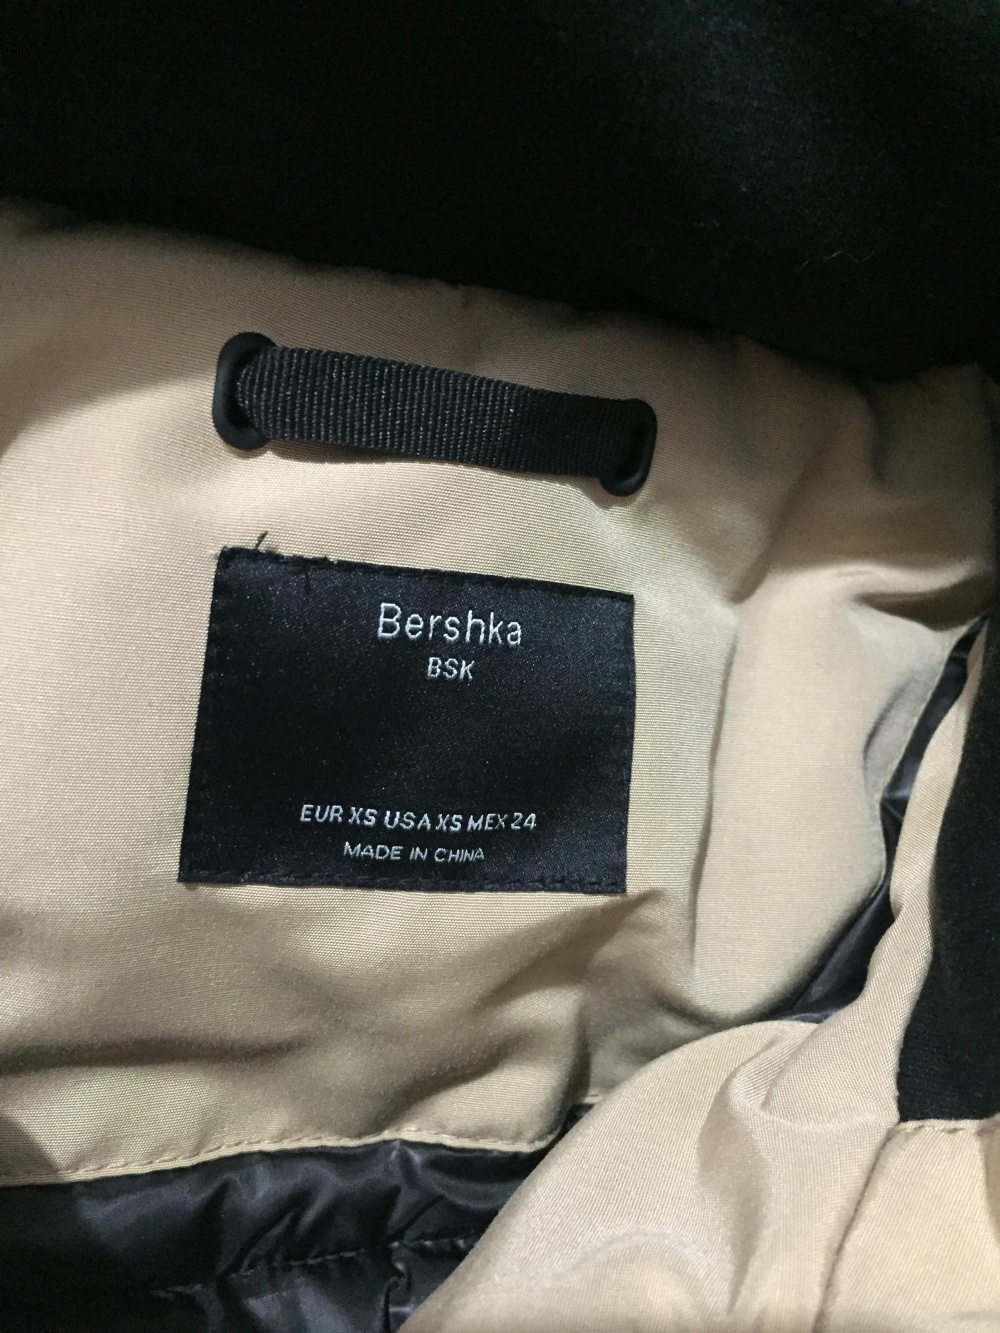 Bershka
BSK
EUR XS USA XS MEX 24
MADE IN CHINA